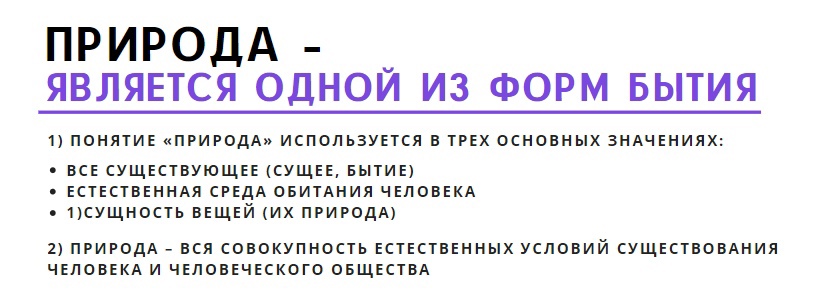 ПРИРОДА –
ЯВЛЯЕТСЯ ОДНОЙ ИЗ ФОРМ БЫТИЯ
1) ПОНЯТИЕ «ПРИРОДА» ИСПОЛЬЗУЕТСЯ В ТРЕХ ОСНОВНЫХ ЗНАЧЕНИЯХ:
• ВСЕ СУЩЕСТВУЮЩЕЕ (СУЩЕЕ, БЫТИЕ)
• ЕСТЕСТВЕННАЯ СРЕДА ОБИТАНИЯ ЧЕЛОВЕКА
• 1)СУЩНОСТЬ ВЕЩЕЙ (ИХ ПРИРОДА)
2) ПРИРОДА – ВСЯ СОВОКУПНОСТЬ ЕСТЕСТВЕННЫХ УСЛОВИЙ СУЩЕСТВОВАНИЯ
ЧЕЛОВЕКА И ЧЕЛОВЕЧЕСКОГО ОБЩЕСТВА